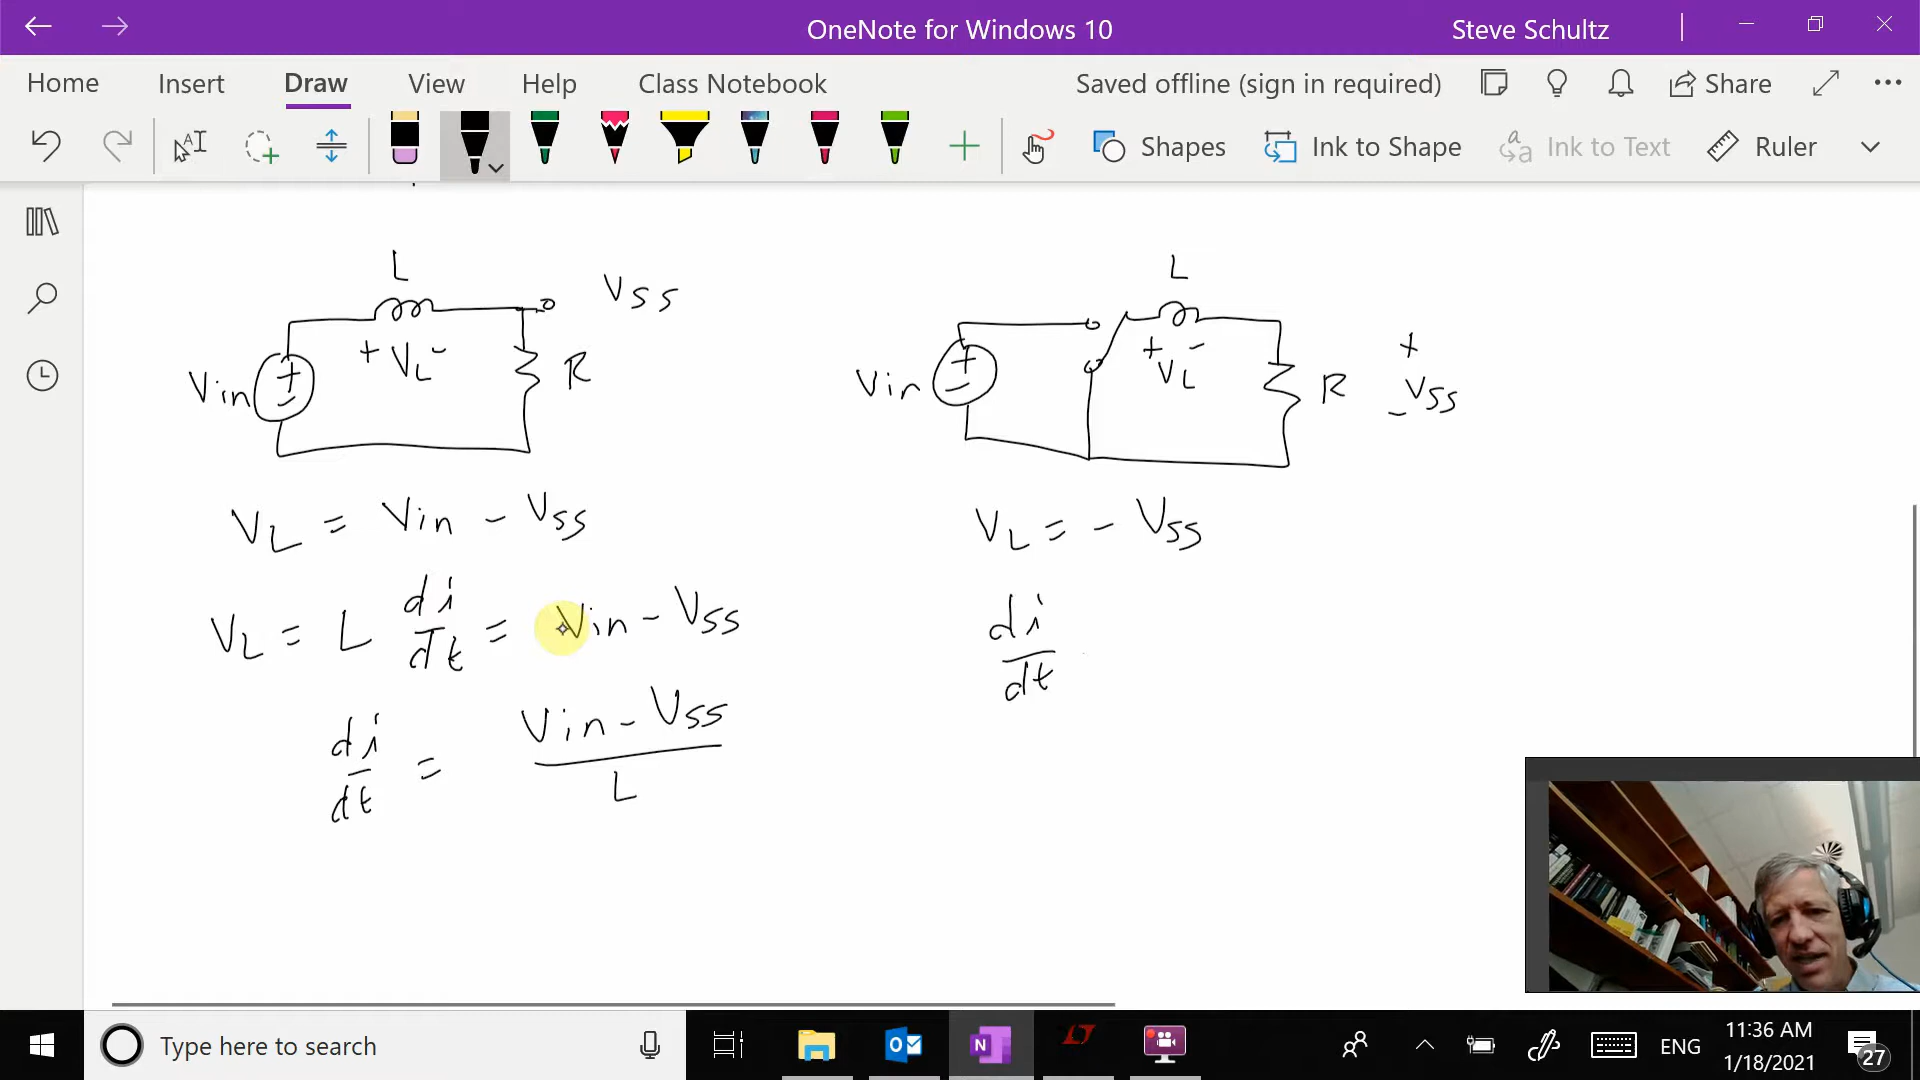 OneNote for Windows 10
Steve Schultz
Home Insert Draw View Help Class Notebook
Saved offline (sign in required)
Share
Shapes
Ink to Shape
Ink to Text
Ruler
L
Vss
+ VL -
+
-
Vin
R
VL = Vin - Vss
VL = L di/dt = Vin - Vss
di/dt = Vin - Vss / L
L
+ VL -
+
-
Vin
R
+
Vss
-
VL = - Vss
di/dt
Type here to search
N
LT
ENG
11:36 AM
1/18/2021
27